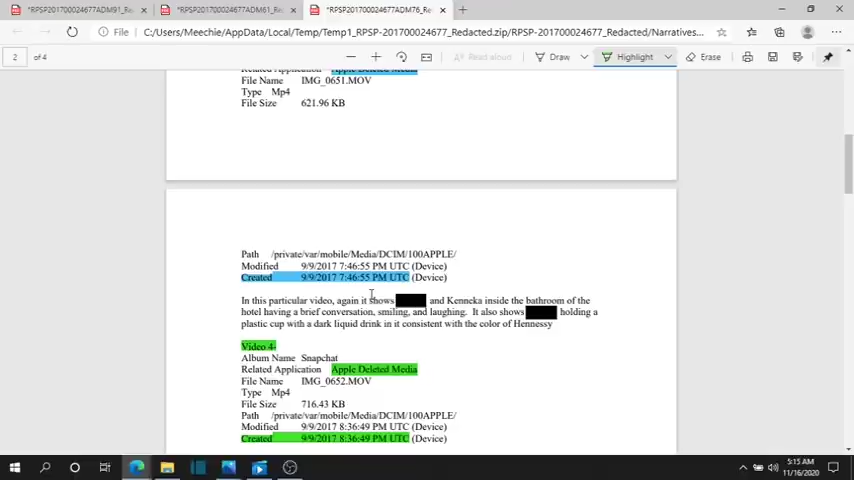 *RPSP201700024677ADM91_Re
*RPSP201700024677ADM61_Re
*RPSP201700024677ADM76_Re
File
C:/Users/Meechie/AppData/Local/Temp/Temp1_RPSP-201700024677_Redacted.zip/RPSP-201700024677_Redacted/Narratives...
2 of 4
Read aloud
Draw
Highlight
Erase
Related Application Apple Deleted Media
File Name IMG_0651.MOV
Type Mp4
File Size 621.96 KB
Path /private/var/mobile/Media/DCIM/100APPLE/
Modified 9/9/2017 7:46:55 PM UTC (Device)
Created 9/9/2017 7:46:55 PM UTC (Device)
In this particular video, again it shows and Kenneka inside the bathroom of the
hotel having a brief conversation, smiling, and laughing. It also shows holding a
plastic cup with a dark liquid drink in it consistent with the color of Hennessy
Video 4-
Album Name Snapchat
Related Application Apple Deleted Media
File Name IMG_0652.MOV
Type Mp4
File Size 716.43 KB
Path /private/var/mobile/Media/DCIM/100APPLE/
Modified 9/9/2017 8:36:49 PM UTC (Device)
Created 9/9/2017 8:36:49 PM UTC (Device)
5:15 AM
11/16/2020